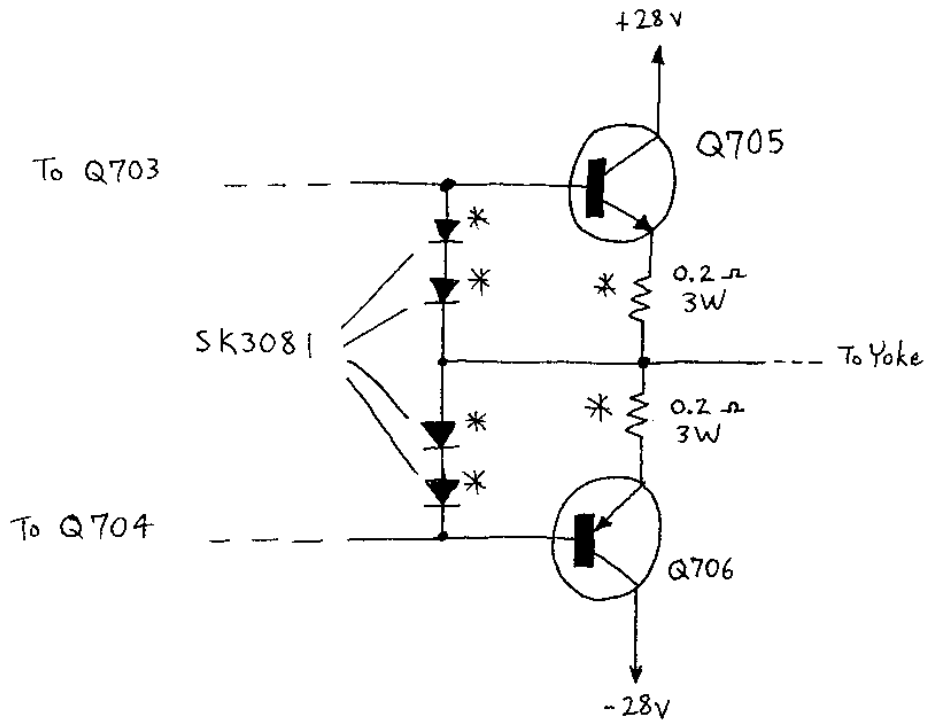 +28V
Q705
To Q703
*
*
* 0.2 Ω
3W
SK3081
To Yoke
* 0.2 Ω
3W
*
*
To Q704
Q706
-28V